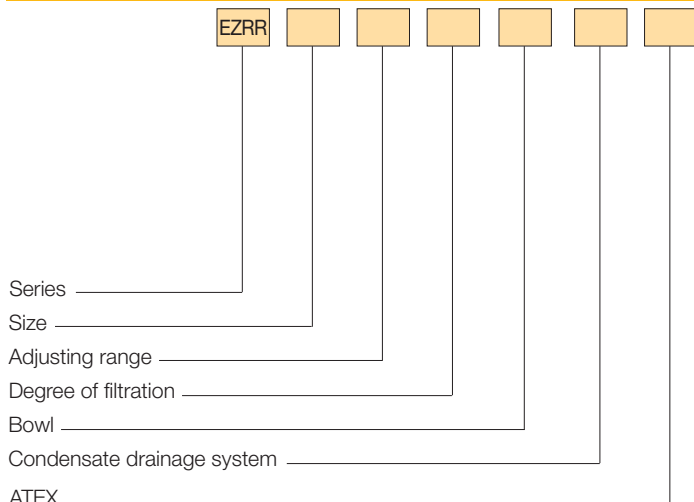 EZRR
Series
Size
Adjusting range
Degree of filtration
Bowl
Condensate drainage system
ATEX